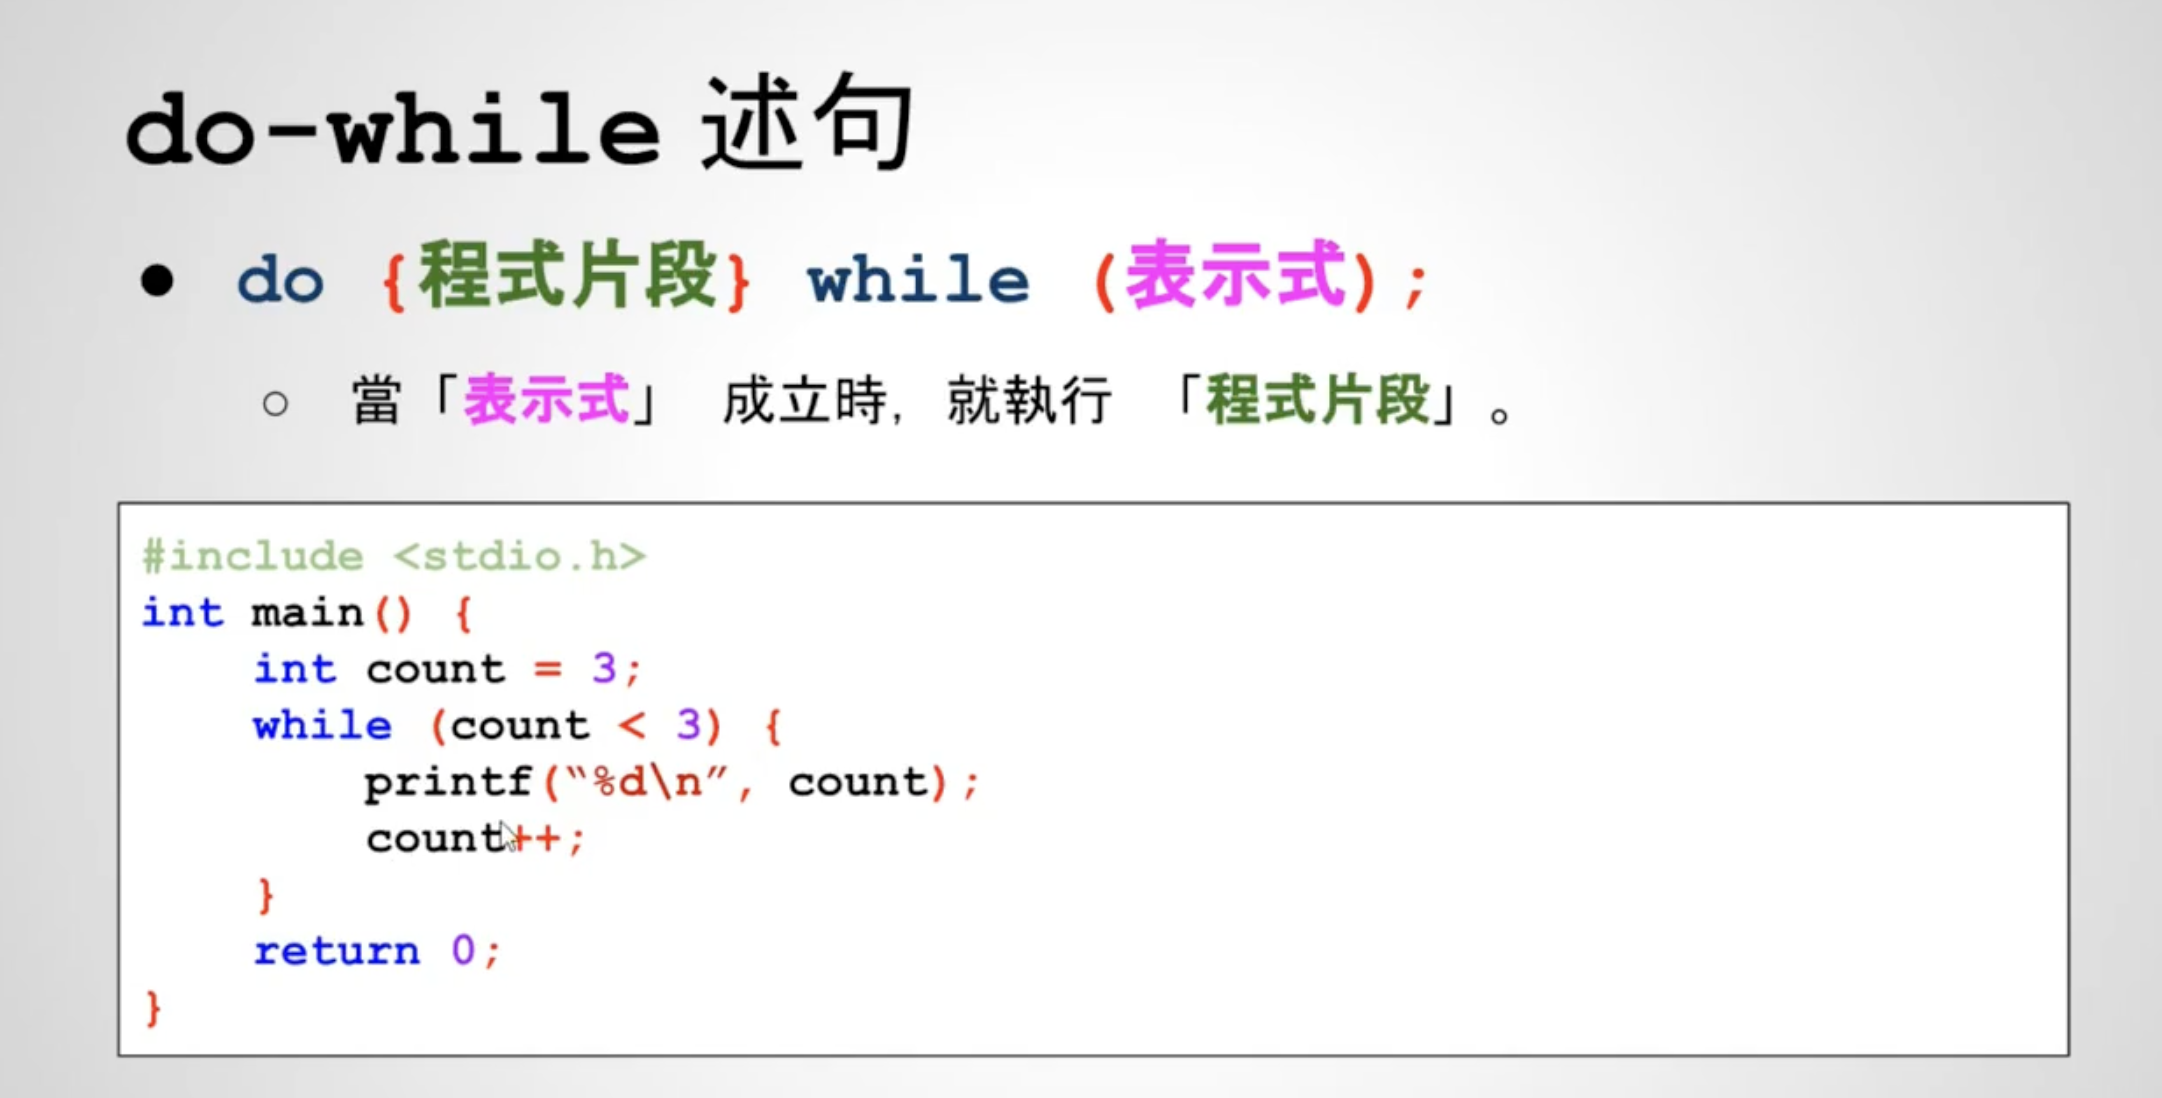 do-while 述句
● do {程式片段} while (表示式);
○ 當「表示式」 成立時, 就執行 「程式片段」。
#include <stdio.h>
int main() {
    int count = 3;
    while (count < 3) {
        printf(“%d\n”, count);
        count++;
    }
    return 0;
}